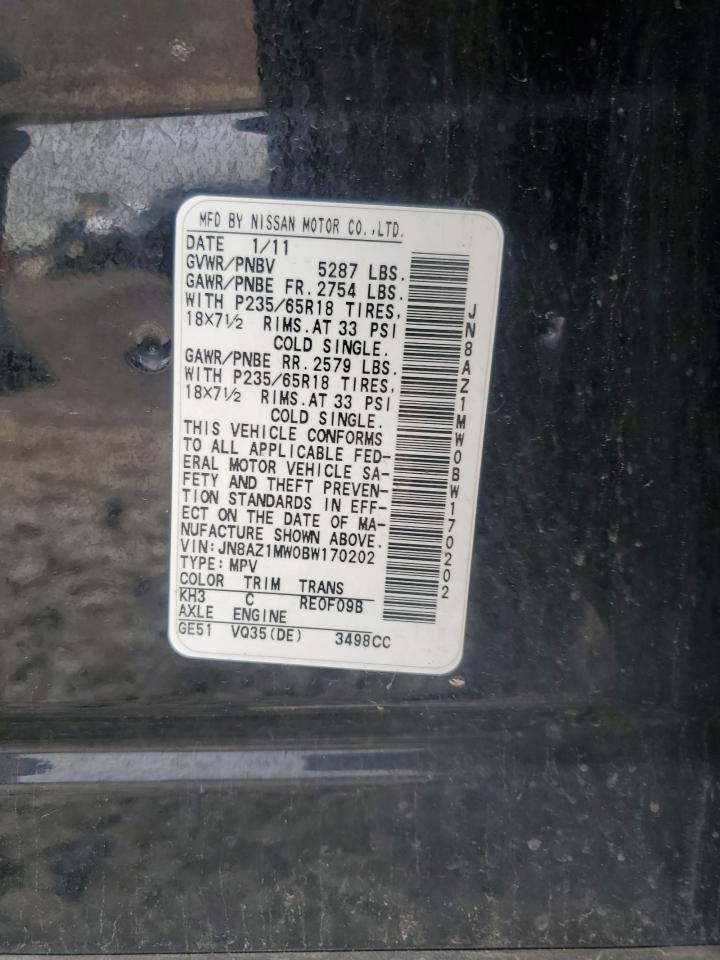 MFD BY NISSAN MOTOR CO.,LTD.
DATE 1/11
GVWR/PNBV 5287 LBS.
GAWR/PNBE FR. 2754 LBS.
WITH P235/65R18 TIRES,
18X7½ RIMS. AT 33 PSI
COLD SINGLE.
GAWR/PNBE RR. 2579 LBS.
WITH P235/65R18 TIRES,
18X7½ RIMS. AT 33 PSI
COLD SINGLE.
THIS VEHICLE CONFORMS
TO ALL APPLICABLE FED-
ERAL MOTOR VEHICLE SA-
FETY AND THEFT PREVEN-
TION STANDARDS IN EFF-
ECT ON THE DATE OF MA-
NUFACTURE SHOWN ABOVE.
VIN:JN8AZ1MW0BW170202
TYPE:MPV
COLOR TRIM TRANS
KH3 C RE0F09B
AXLE ENGINE
GE51 VQ35(DE) 3498CC
JN8AZ1MW0BW170202